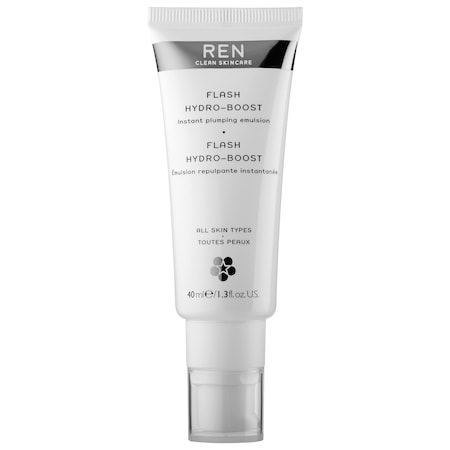 REN
CLEAN SKINCARE
FLASH
HYDRO-BOOST
Instant plumping emulsion
•
FLASH
HYDRO-BOOST
Émulsion repulpante instantanée
ALL SKIN TYPES
•
TOUTES PEAUX
40 ml ℮/1.3 fl. oz. U.S.